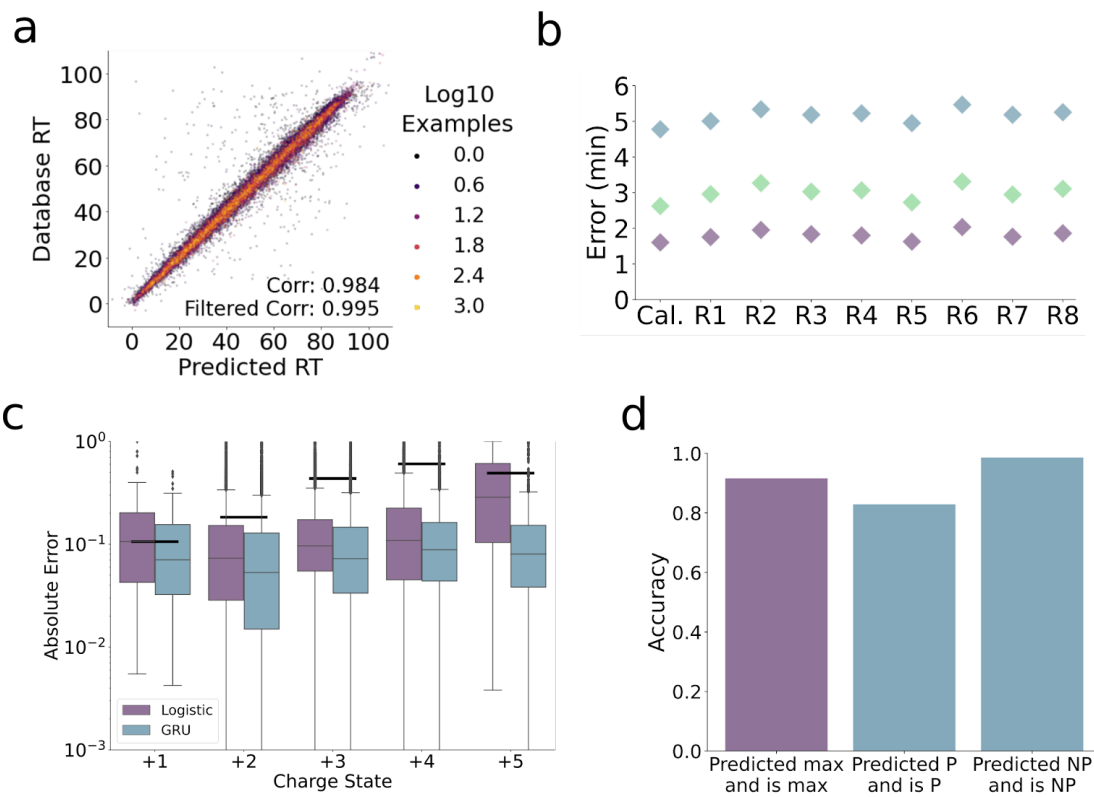 a
100
80
60
40
20
0
Database RT
0 20 40 60 80 100
Predicted RT
Corr: 0.984
Filtered Corr: 0.995
Log10
Examples
0.0
0.6
1.2
1.8
2.4
3.0
b
6
5
4
3
2
1
0
Error (min)
Cal. R1 R2 R3 R4 R5 R6 R7 R8
c
10⁰
10⁻¹
10⁻²
10⁻³
Absolute Error
Logistic
GRU
+1 +2 +3 +4 +5
Charge State
d
1.0
0.8
0.6
0.4
0.2
0.0
Accuracy
Predicted max
and is max
Predicted P
and is P
Predicted NP
and is NP